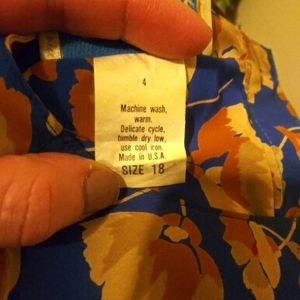 4
Machine wash,
warm.
Delicate cycle,
tumble dry low,
use cool iron.
Made in U.S.A.
SIZE 18